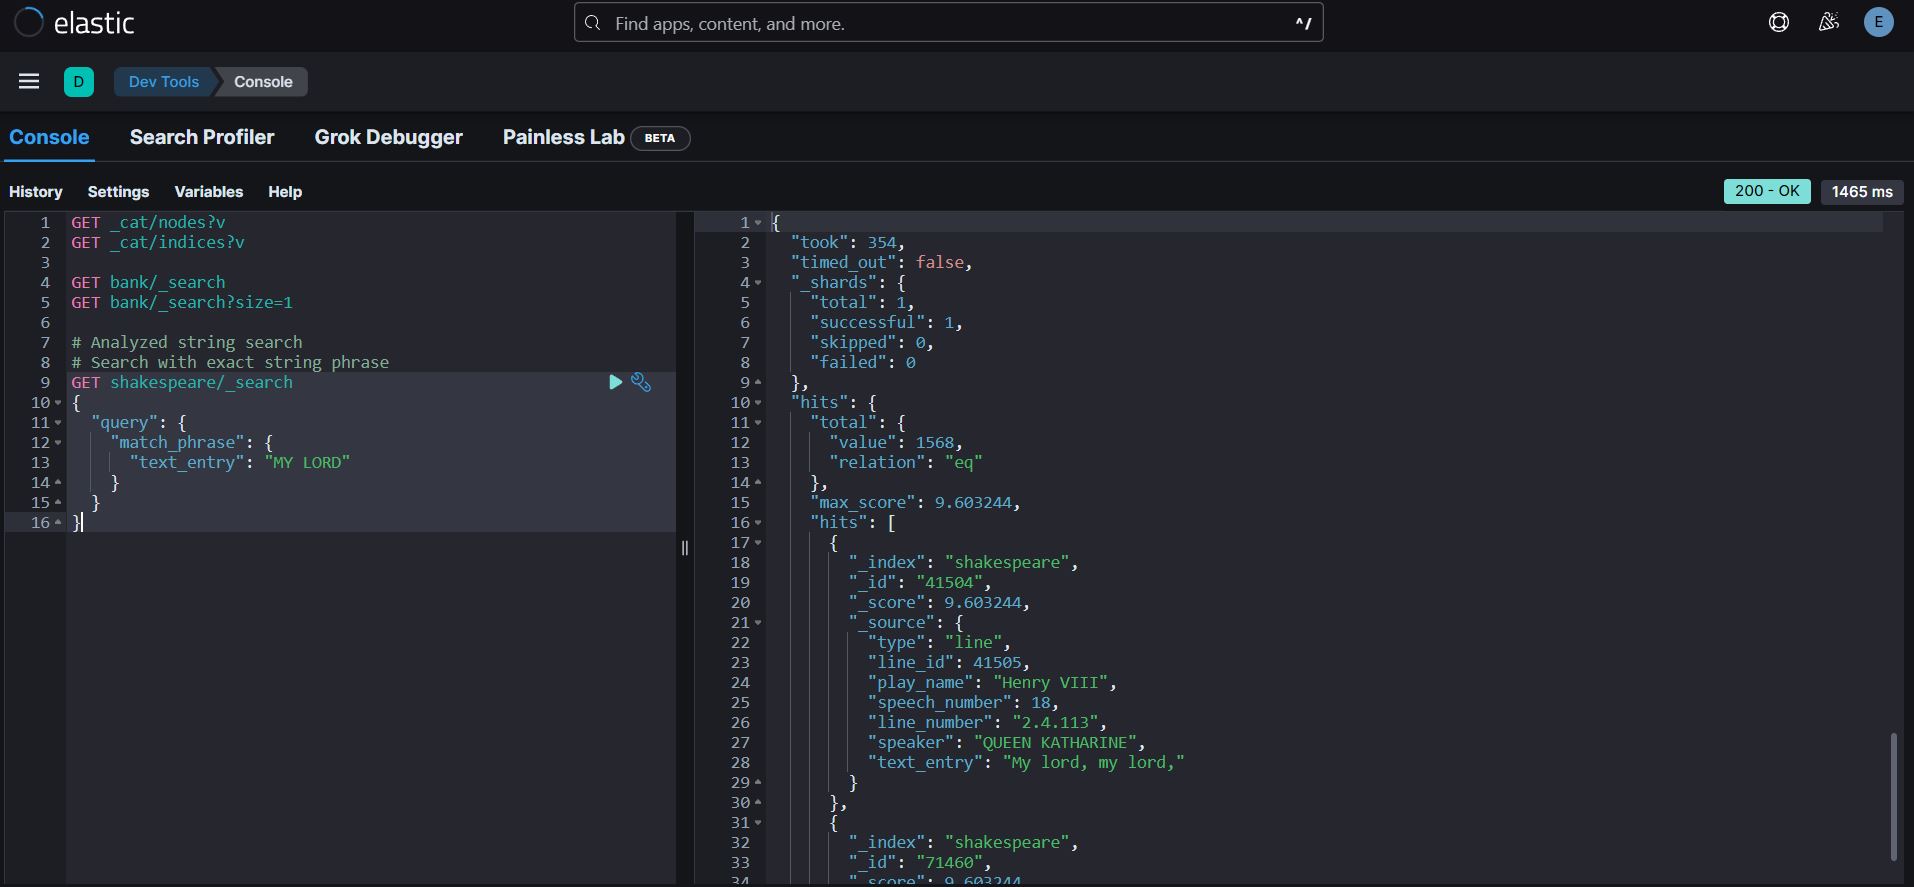 elastic
Find apps, content, and more.
^/
E
D
Dev Tools
Console
Console
Search Profiler
Grok Debugger
Painless Lab
BETA
History
Settings
Variables
Help
200 - OK
1465 ms
1 GET _cat/nodes?v
2 GET _cat/indices?v
3
4 GET bank/_search
5 GET bank/_search?size=1
6
7 # Analyzed string search
8 # Search with exact string phrase
9 GET shakespeare/_search
10 {
11 "query": {
12 "match_phrase": {
13 "text_entry": "MY LORD"
14 }
15 }
16 }
1 {
2 "took": 354,
3 "timed_out": false,
4 "_shards": {
5 "total": 1,
6 "successful": 1,
7 "skipped": 0,
8 "failed": 0
9 },
10 "hits": {
11 "total": {
12 "value": 1568,
13 "relation": "eq"
14 },
15 "max_score": 9.603244,
16 "hits": [
17 {
18 "_index": "shakespeare",
19 "_id": "41504",
20 "_score": 9.603244,
21 "_source": {
22 "type": "line",
23 "line_id": 41505,
24 "play_name": "Henry VIII",
25 "speech_number": 18,
26 "line_number": "2.4.113",
27 "speaker": "QUEEN KATHARINE",
28 "text_entry": "My lord, my lord,"
29 }
30 },
31 {
32 "_index": "shakespeare",
33 "_id": "71460",
34 "_score": 9.603244